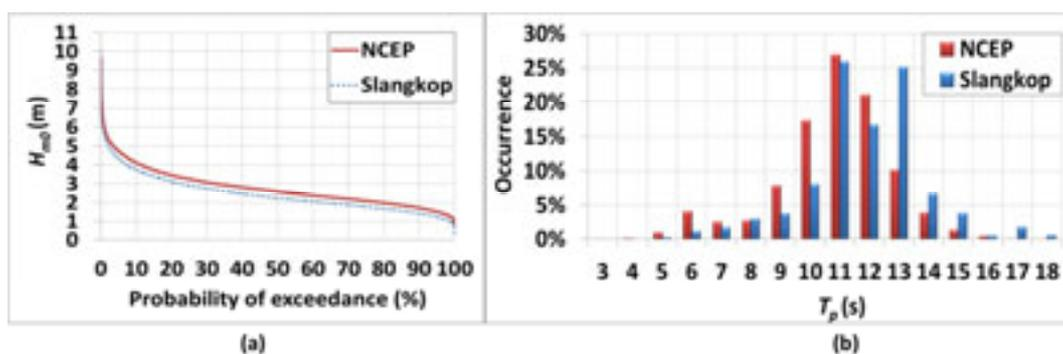 11
10
9
8
7
6
5
4
3
2
1
0
Hm0 (m)
NCEP
Slangkop
0 10 20 30 40 50 60 70 80 90 100
Probability of exceedance (%)
(a)
30%
25%
20%
15%
10%
5%
0%
Occurrence
NCEP
Slangkop
3 4 5 6 7 8 9 10 11 12 13 14 15 16 17 18
Tp (s)
(b)